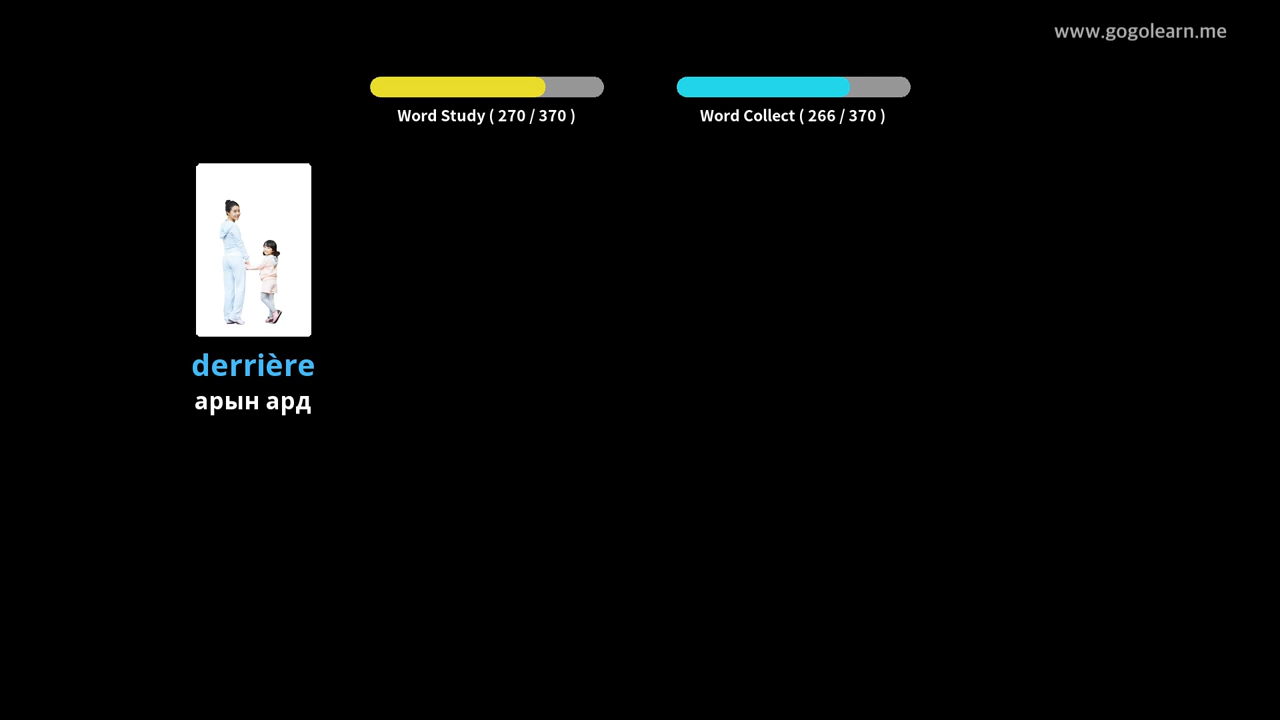 www.gogolearn.me
Word Study ( 270 / 370 )
Word Collect ( 266 / 370 )
derrière
арын ард